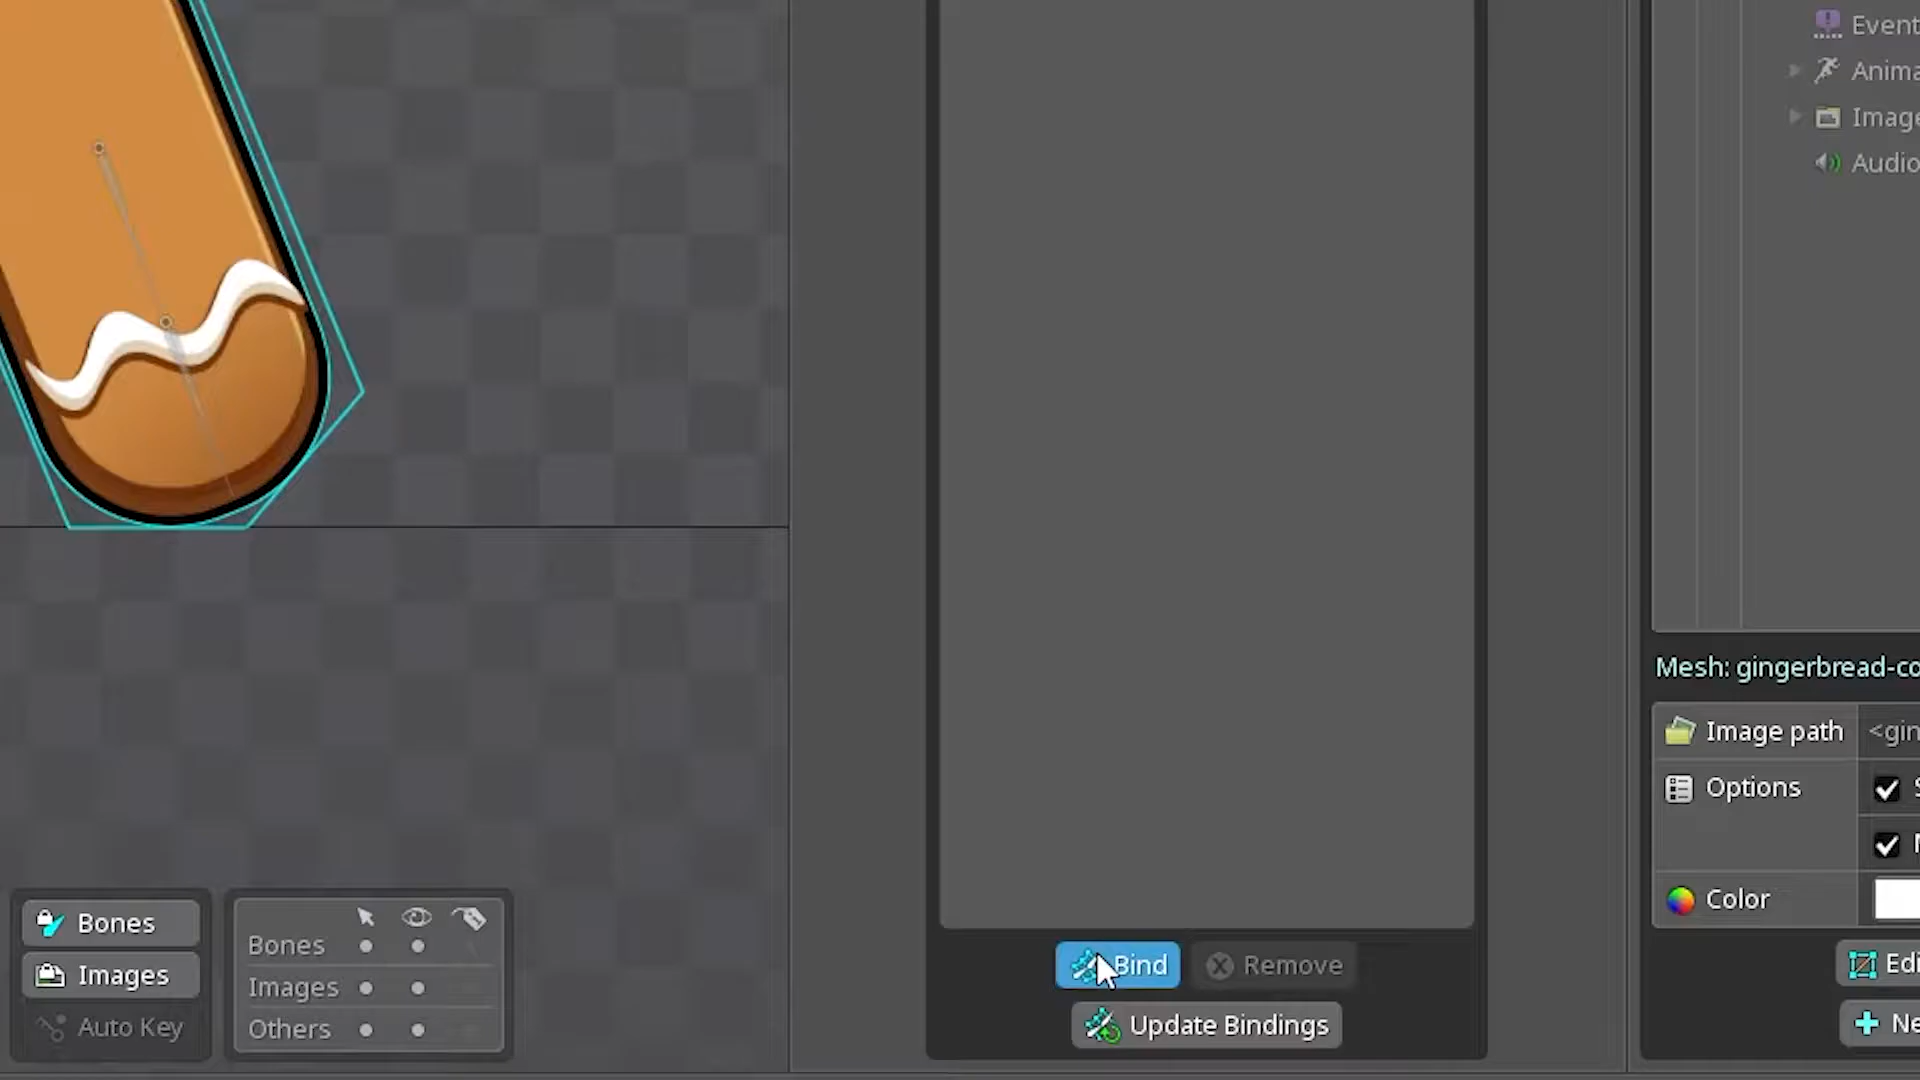 Event
Anima
Image
Audio
Mesh: gingerbread-co
Image path <gin
Options
Color
Bones
Images
Auto Key
Bones
Images
Others
Bind Remove
Update Bindings
Edi
Ne